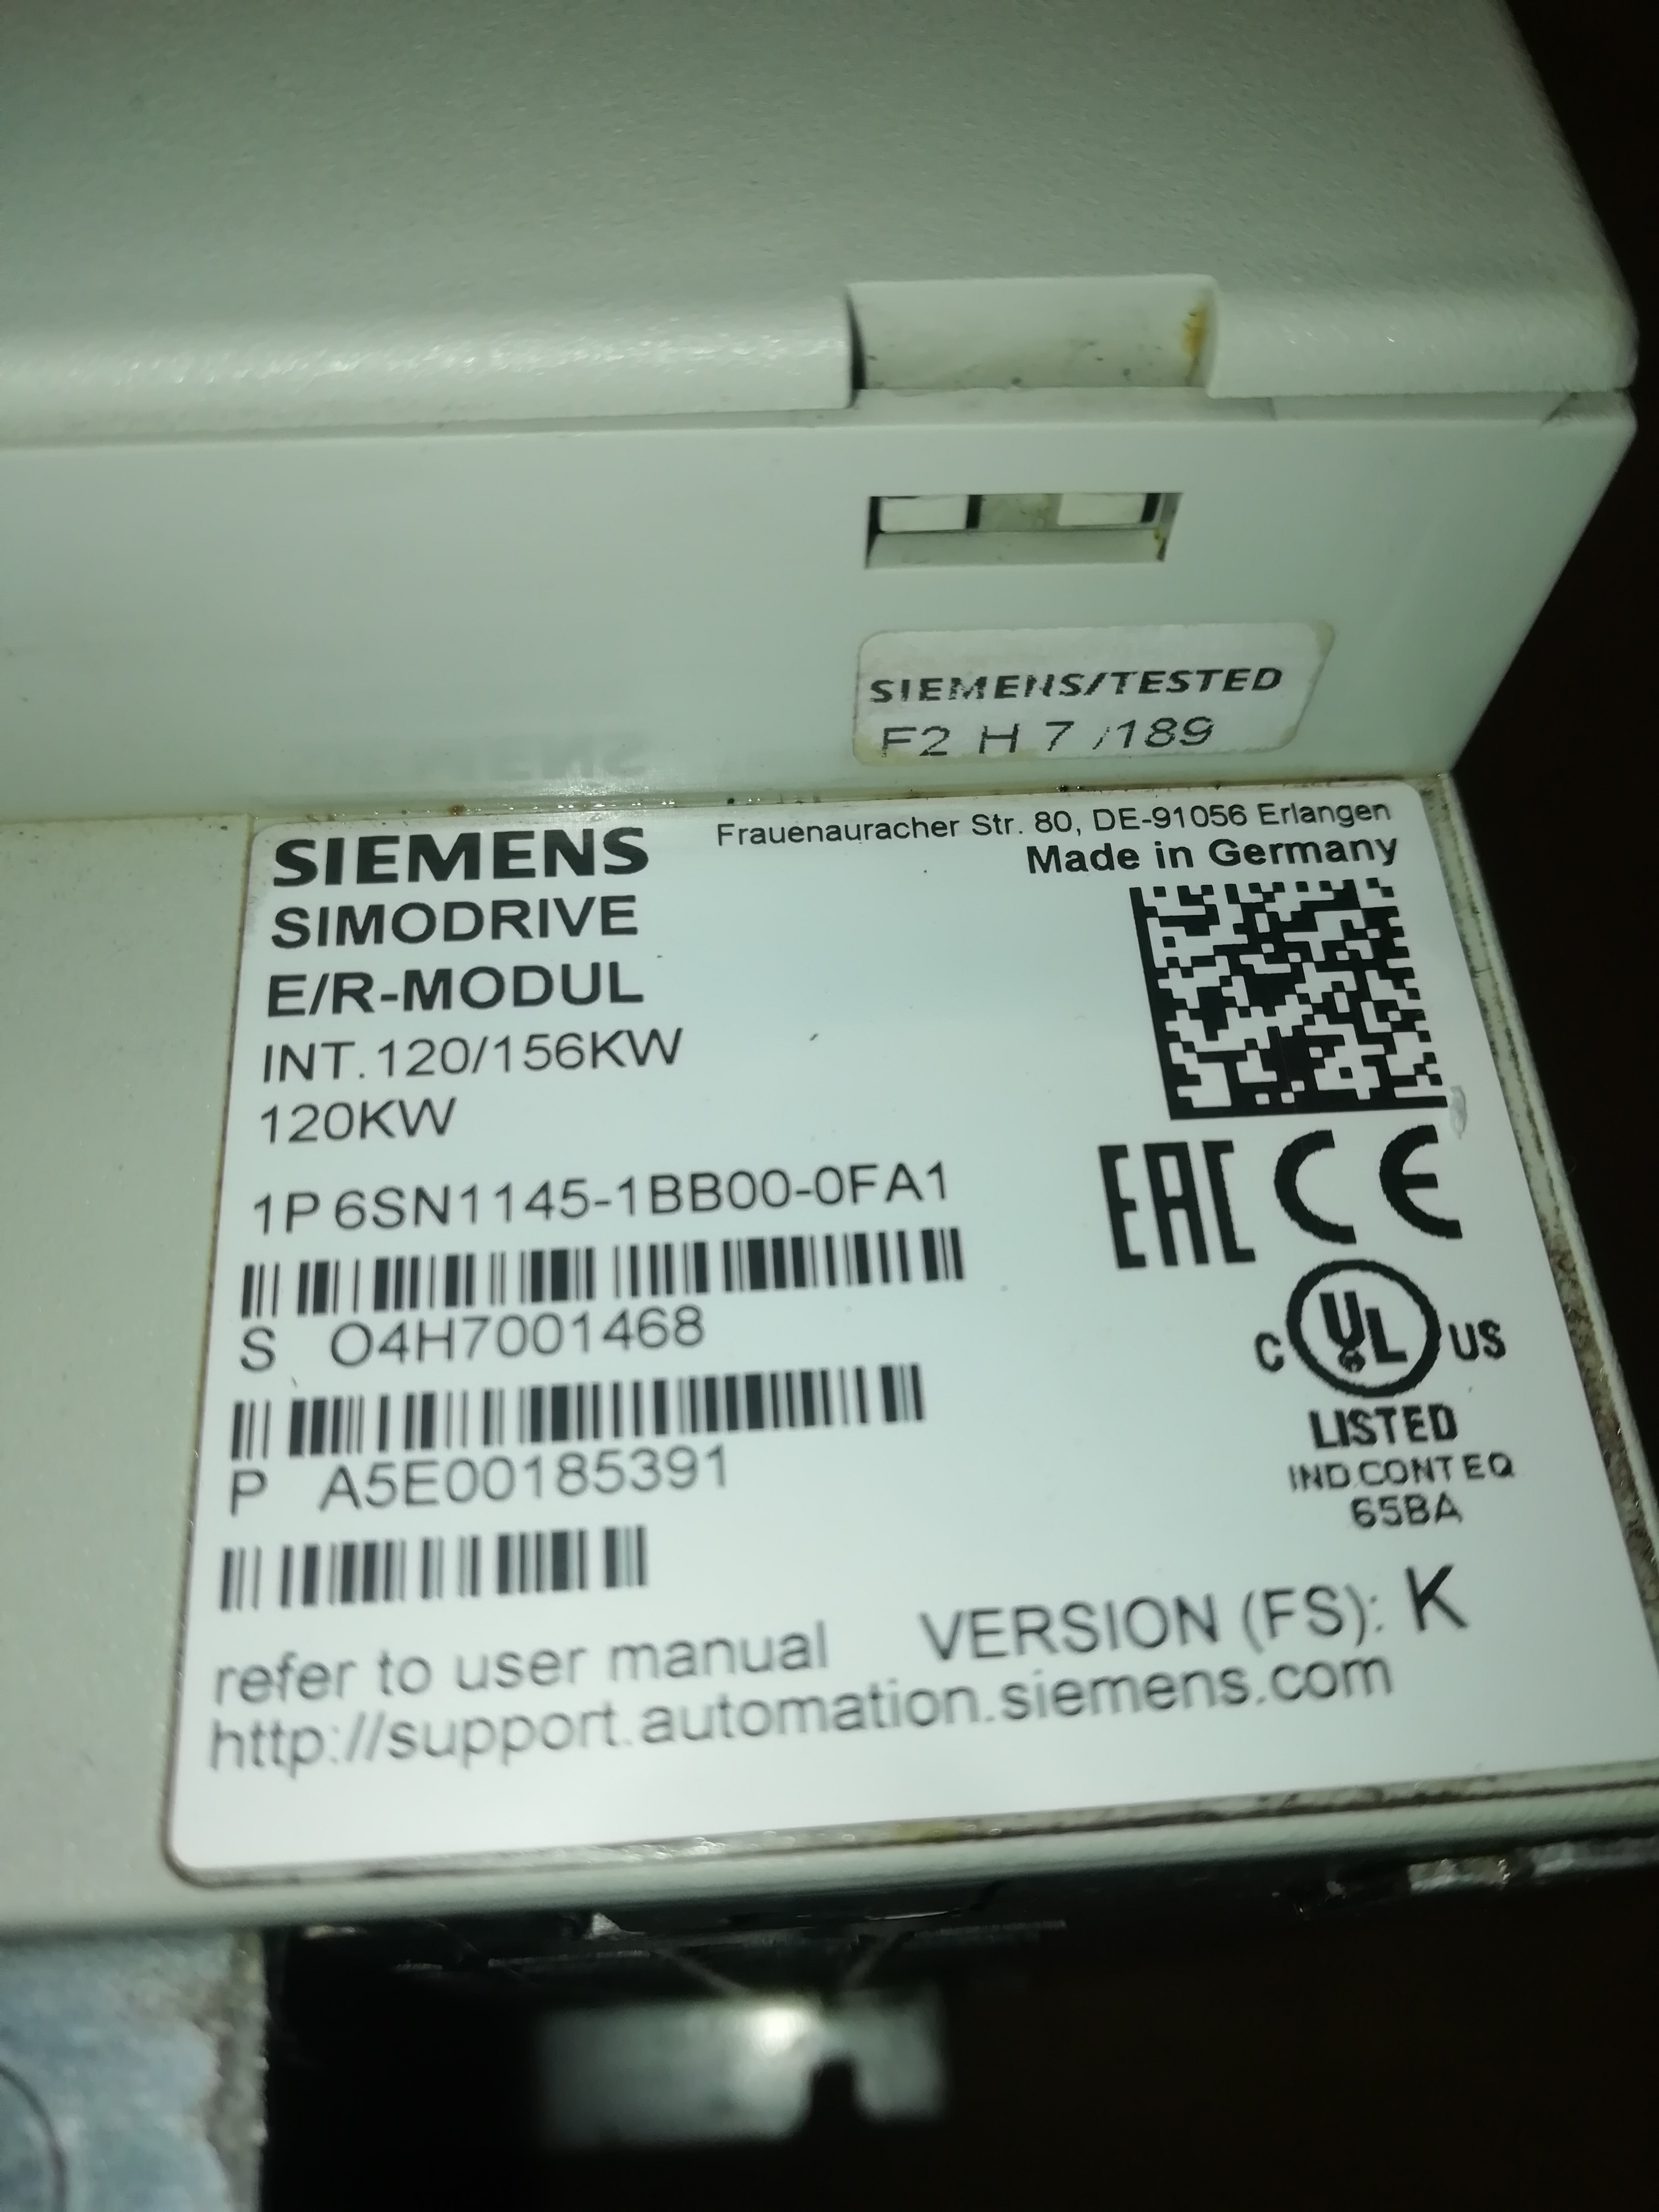 SIEMENS/TESTED
F2 H 7 /189
SIEMENS
Frauenauracher Str. 80, DE-91056 Erlangen
Made in Germany
SIMODRIVE
E/R-MODUL
INT.120/156KW
120KW
1P 6SN1145-1BB00-0FA1
EAC CE
S O4H7001468
C UL US
LISTED
IND.CONT EQ
65BA
P A5E00185391
refer to user manual VERSION (FS): K
http://support.automation.siemens.com